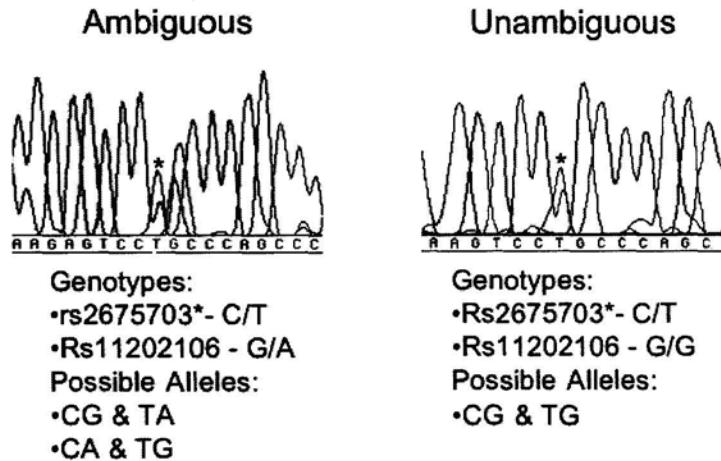 Ambiguous
*
AAGAGTCCTGCCCAGCCC
Genotypes:
•rs2675703*- C/T
•Rs11202106 - G/A
Possible Alleles:
•CG & TA
•CA & TG
Unambiguous
*
AAGTCCTGCCCAGC
Genotypes:
•Rs2675703*- C/T
•Rs11202106 - G/G
Possible Alleles:
•CG & TG